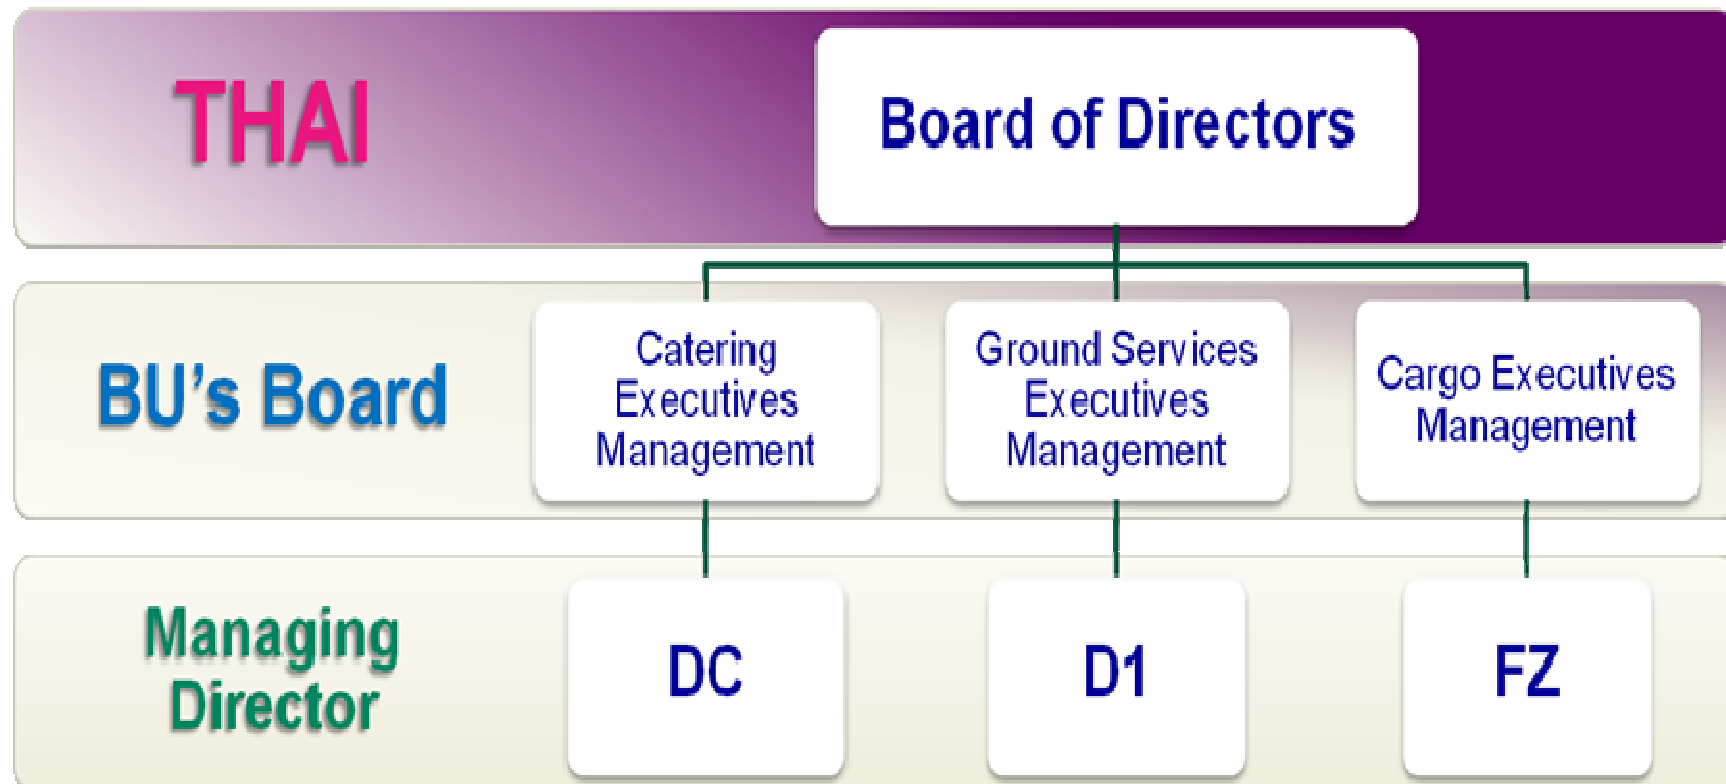 THAI
Board of Directors
BU's Board
Catering
Executives
Management
Ground Services
Executives
Management
Cargo Executives
Management
Managing
Director
DC
D1
FZ